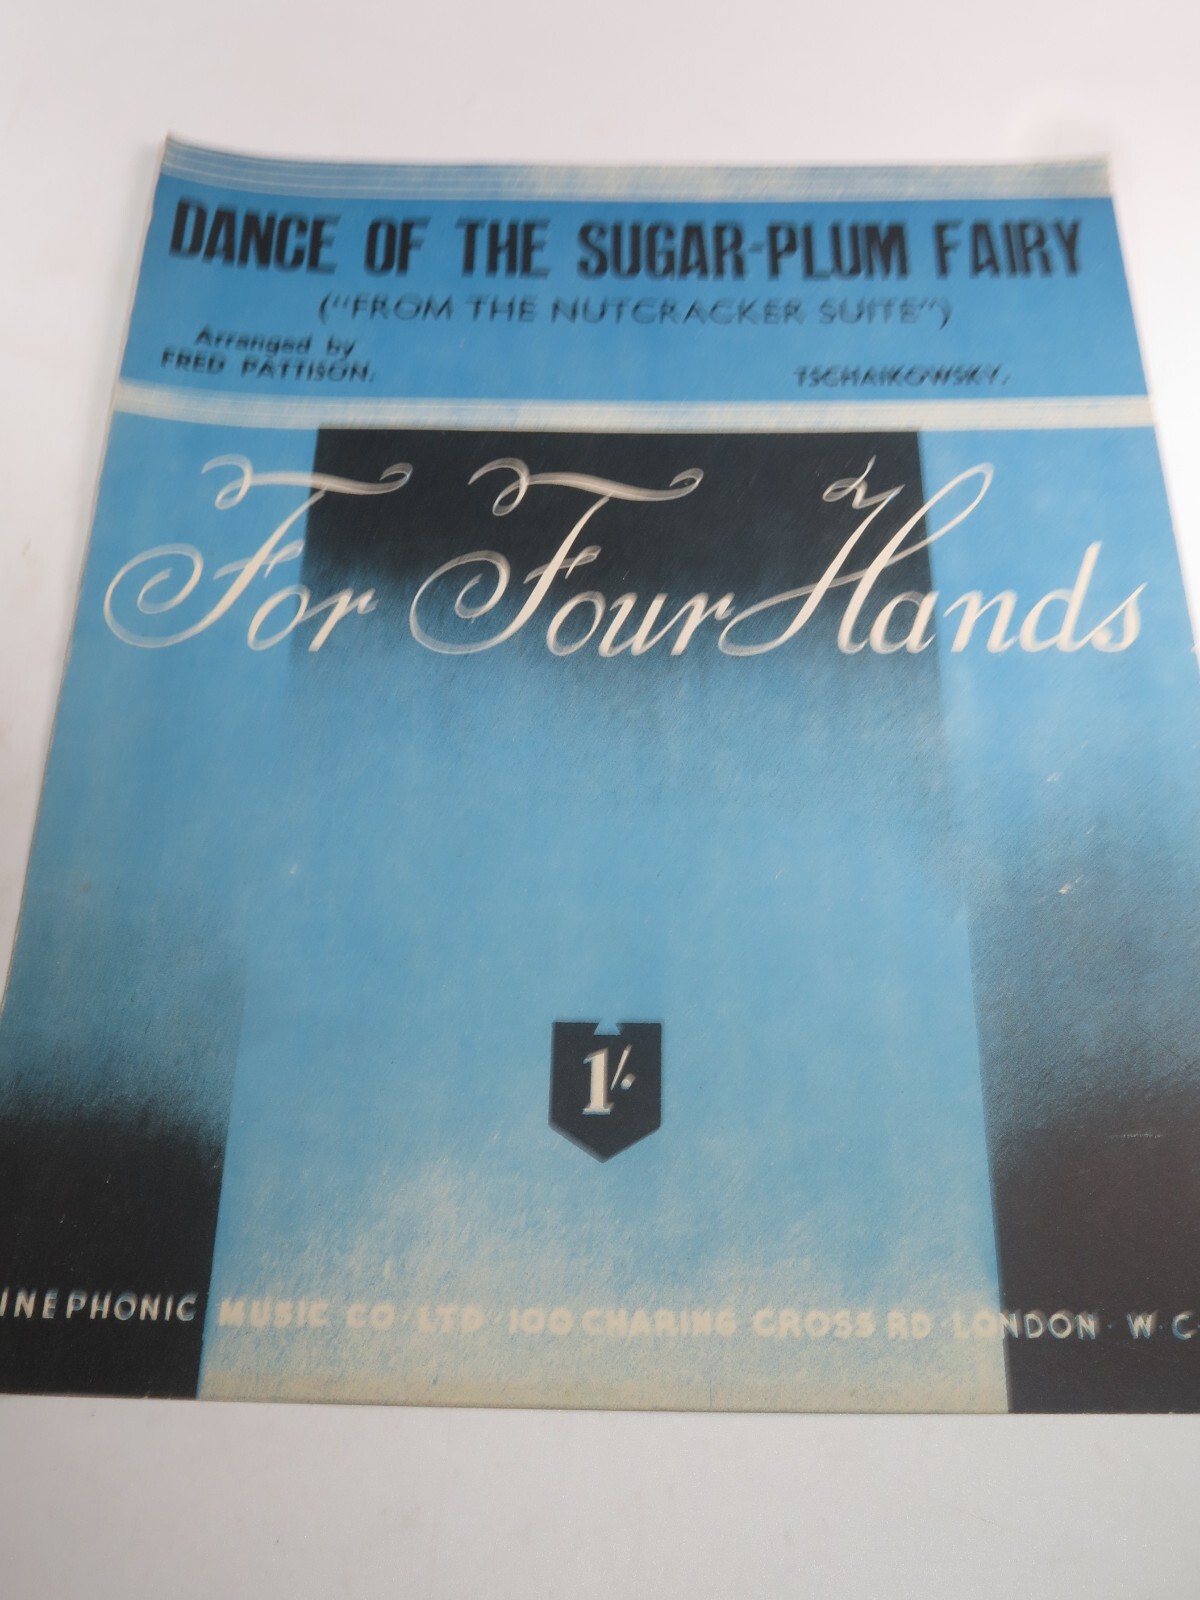 DANCE OF THE SUGAR-PLUM FAIRY
("FROM THE NUTCRACKER SUITE")
Arranged by
FRED PATTISON.
TSCHAIKOWSKY.
For Four Hands
1/-
INEPHONIC MUSIC CO LTD 100 CHARING CROSS RD LONDON · W·C·